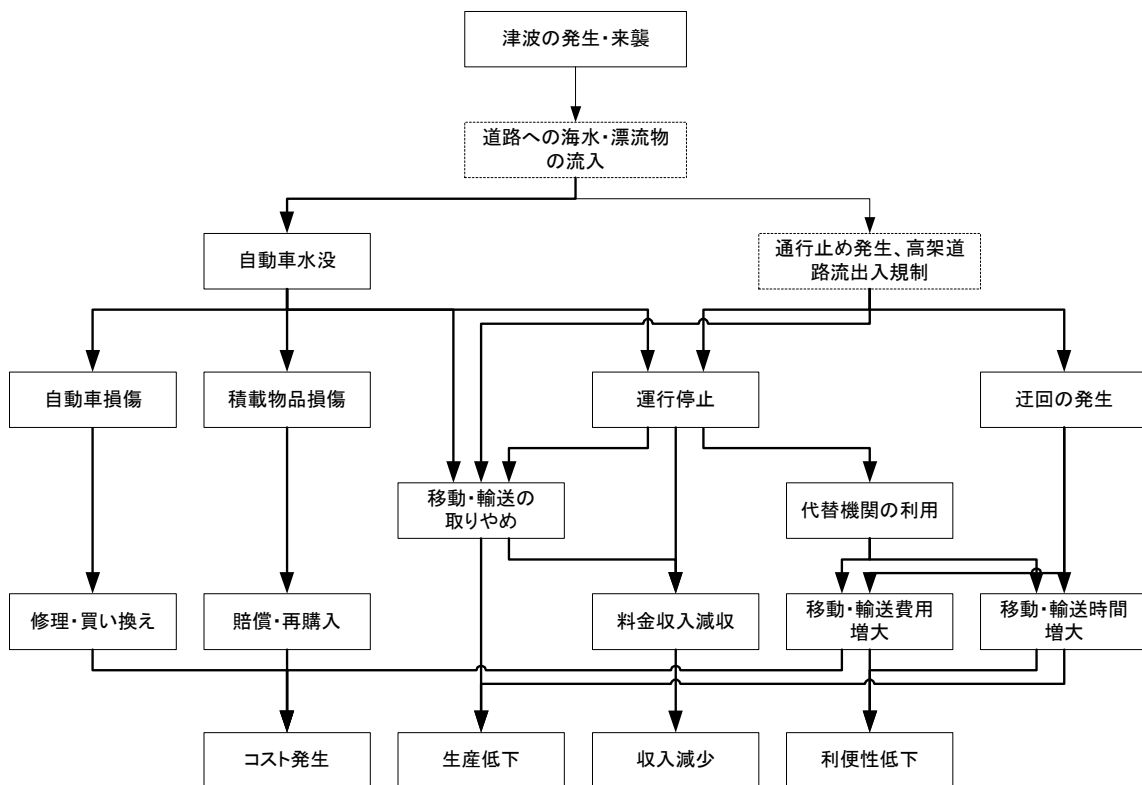 津波の発生・来襲
道路への海水・漂流物
の流入
自動車水没
通行止め発生、高架道
路流出入規制
自動車損傷
積載物品損傷
運行停止
迂回の発生
移動・輸送の
取りやめ
代替機関の利用
修理・買い換え
賠償・再購入
料金収入減収
移動・輸送費用
増大
移動・輸送時間
増大
コスト発生
生産低下
収入減少
利便性低下